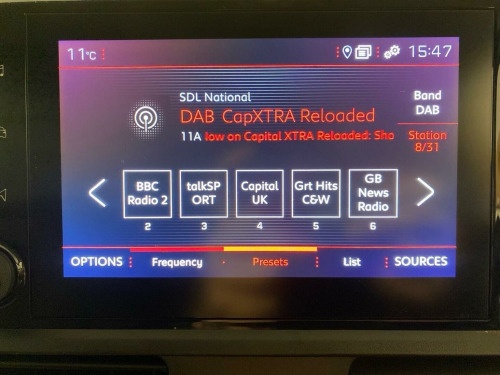 11°C
15:47
SDL National
DAB CapXTRA Reloaded
11A low on Capital XTRA Reloaded: Sho
Band
DAB
Station
8/31
BBC
Radio 2
2
talkSP
ORT
3
Capital
UK
4
Grt Hits
C&W
5
GB
News
Radio
6
OPTIONS
Frequency
Presets
List
SOURCES